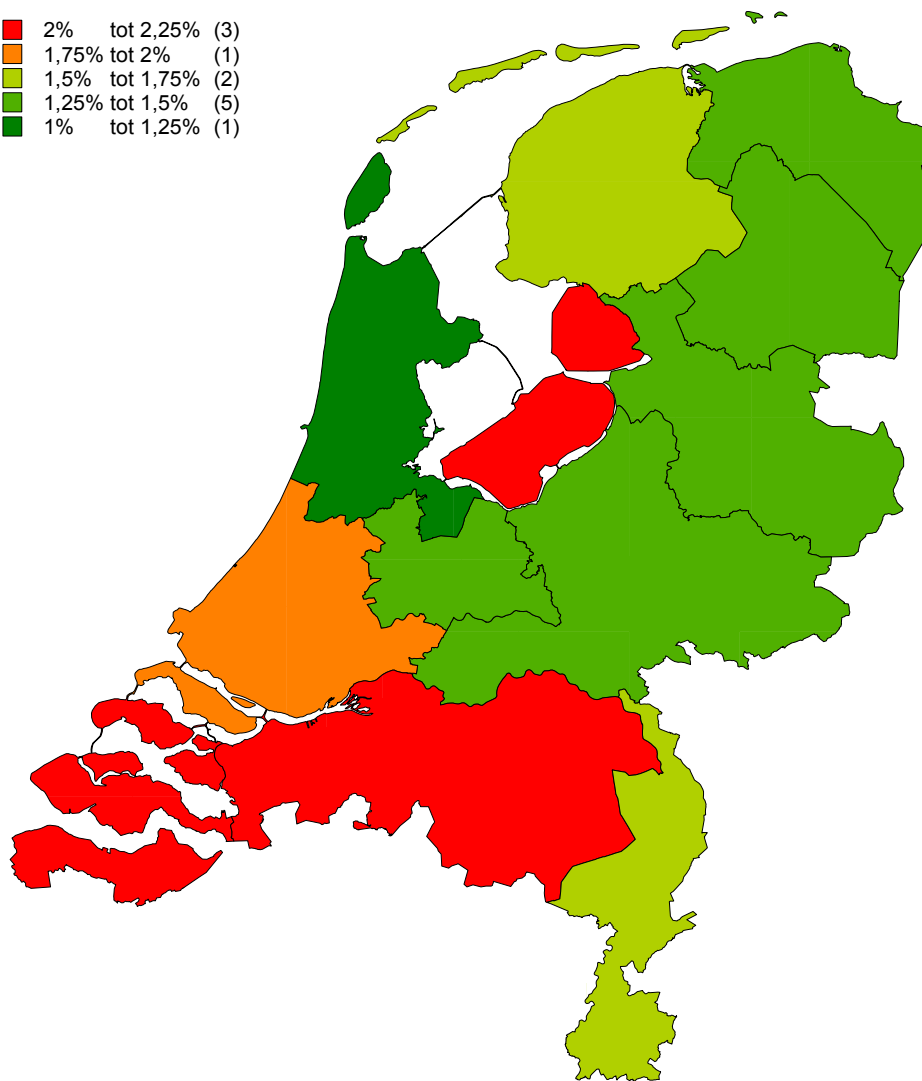 2% tot 2,25% (3)
1,75% tot 2% (1)
1,5% tot 1,75% (2)
1,25% tot 1,5% (5)
1% tot 1,25% (1)